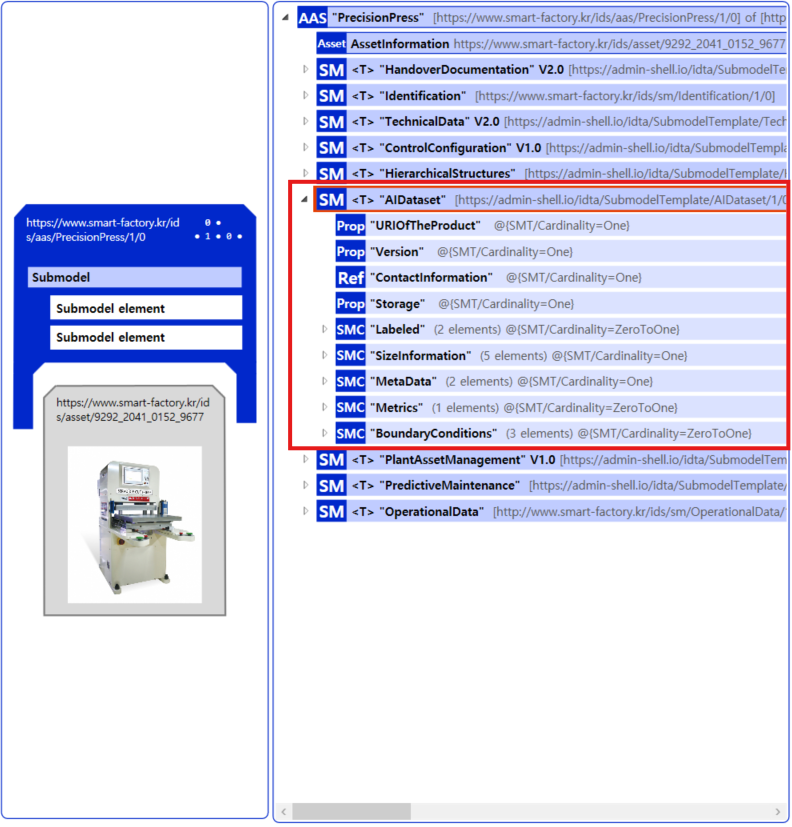 https://www.smart-factory.kr/id
s/aas/PrecisionPress/1/0
0
1 0
Submodel
Submodel element
Submodel element
https://www.smart-factory.kr/id
s/asset/9292_2041_0152_9677
AAS "PrecisionPress" [https://www.smart-factory.kr/ids/aas/PrecisionPress/1/0] of [http
Asset AssetInformation https://www.smart-factory.kr/ids/asset/9292_2041_0152_9677
SM <T> "HandoverDocumentation" V2.0 [https://admin-shell.io/idta/SubmodelTe
SM <T> "Identification" [https://www.smart-factory.kr/ids/sm/Identification/1/0]
SM <T> "TechnicalData" V2.0 [https://admin-shell.io/idta/SubmodelTemplate/Tech
SM <T> "ControlConfiguration" V1.0 [https://admin-shell.io/idta/SubmodelTempla
SM <T> "HierarchicalStructures" [https://admin-shell.io/idta/SubmodelTemplate/
SM <T> "AIDataset" [https://admin-shell.io/idta/SubmodelTemplate/AIDataset/1/0
Prop "URIOfTheProduct" @{SMT/Cardinality=One}
Prop "Version" @{SMT/Cardinality=One}
Ref "ContactInformation" @{SMT/Cardinality=One}
Prop "Storage" @{SMT/Cardinality=One}
SMC "Labeled" (2 elements) @{SMT/Cardinality=ZeroToOne}
SMC "SizeInformation" (5 elements) @{SMT/Cardinality=One}
SMC "MetaData" (2 elements) @{SMT/Cardinality=One}
SMC "Metrics" (1 elements) @{SMT/Cardinality=ZeroToOne}
SMC "BoundaryConditions" (3 elements) @{SMT/Cardinality=ZeroToOne}
SM <T> "PlantAssetManagement" V1.0 [https://admin-shell.io/idta/SubmodelTem
SM <T> "PredictiveMaintenance" [https://admin-shell.io/idta/SubmodelTemplate/
SM <T> "OperationalData" [http://www.smart-factory.kr/ids/sm/OperationalData/